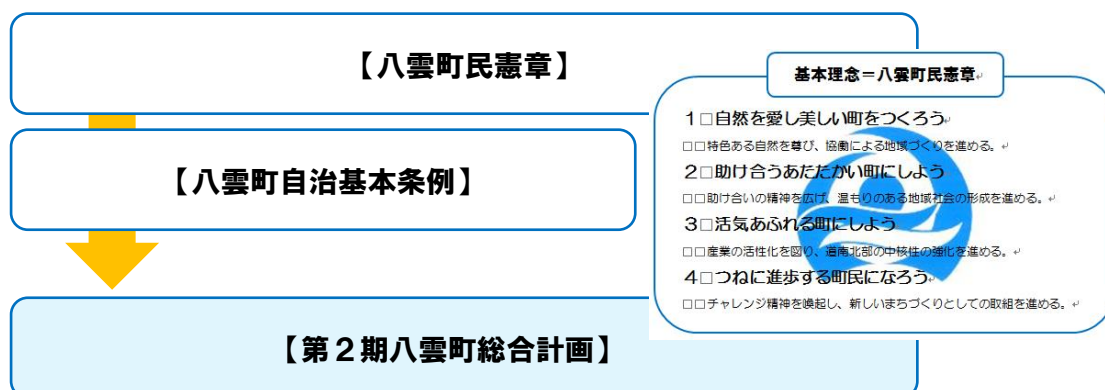 【八雲町民憲章】
【八雲町自治基本条例】
【第２期八雲町総合計画】
基本理念＝八雲町民憲章↵
１□自然を愛し美しい町をつくろう↵
□□特色ある自然を尊び、協働による地域づくりを進める。↵
２□助け合うあたたかい町にしよう
□□助け合いの精神を広げ、温もりのある地域社会の形成を進める。↵
３□活気あふれる町にしよう
□□産業の活性化を図り、道南北部の中核性の強化を進める。↵
４□つねに進歩する町民になろう↵
□□チャレンジ精神を喚起し、新しいまちづくりとしての取組を進める。↵